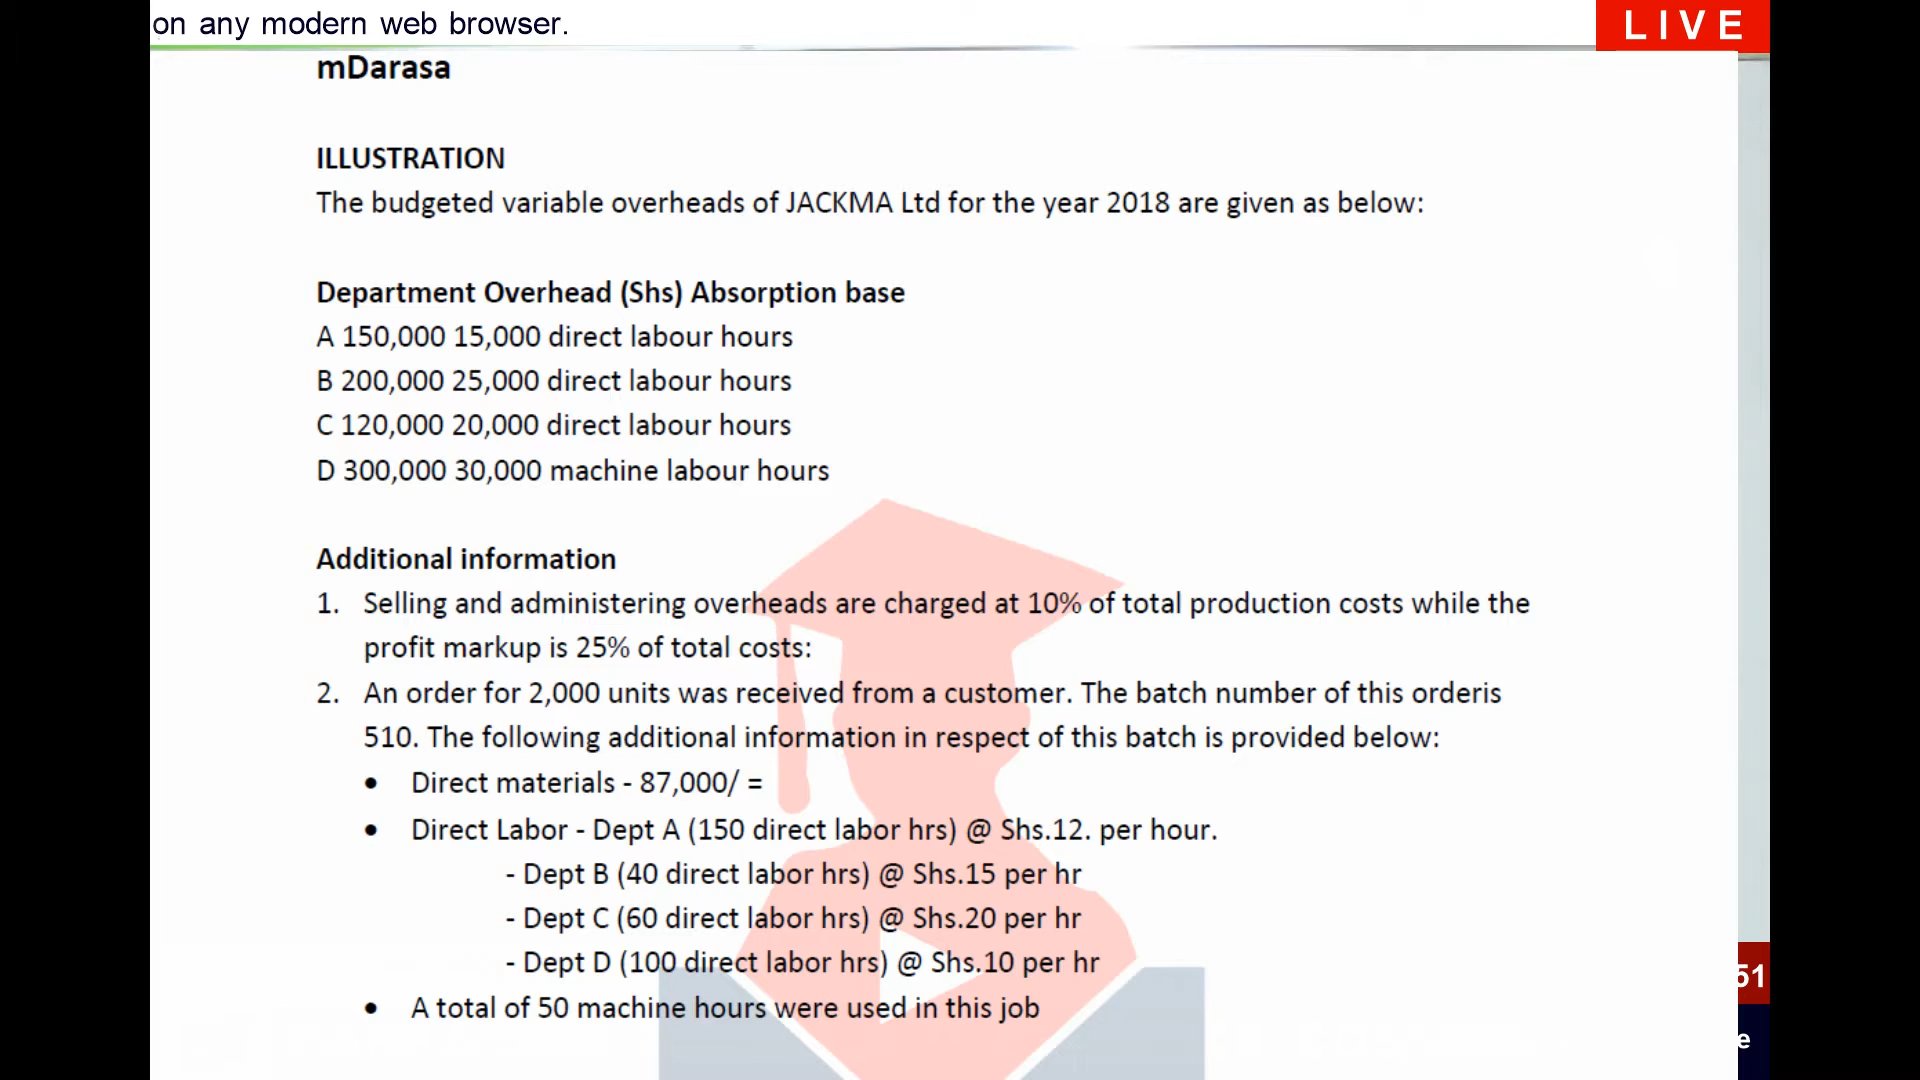 on any modern web browser.
LIVE
mDarasa
ILLUSTRATION
The budgeted variable overheads of JACKMA Ltd for the year 2018 are given as below:
Department Overhead (Shs) Absorption base
A 150,000 15,000 direct labour hours
B 200,000 25,000 direct labour hours
C 120,000 20,000 direct labour hours
D 300,000 30,000 machine labour hours
Additional information
1. Selling and administering overheads are charged at 10% of total production costs while the
profit markup is 25% of total costs:
2. An order for 2,000 units was received from a customer. The batch number of this orderis
510. The following additional information in respect of this batch is provided below:
• Direct materials - 87,000/ =
• Direct Labor - Dept A (150 direct labor hrs) @ Shs.12. per hour.
- Dept B (40 direct labor hrs) @ Shs.15 per hr
- Dept C (60 direct labor hrs) @ Shs.20 per hr
- Dept D (100 direct labor hrs) @ Shs.10 per hr
• A total of 50 machine hours were used in this job
51
e